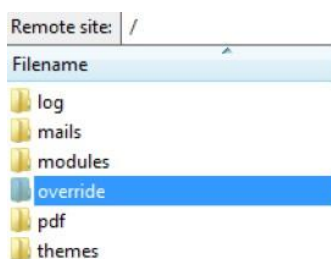 Remote site: /
Filename
log
mails
modules
override
pdf
themes